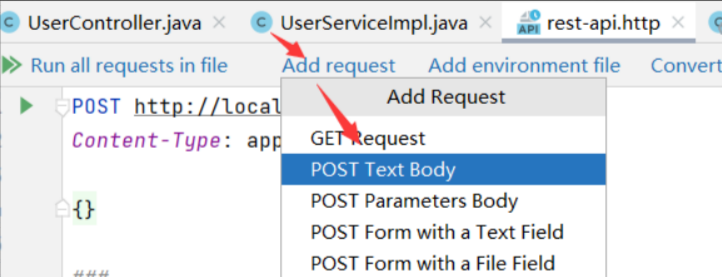 UserController.java × UserServiceImpl.java × API rest-api.http ×
Run all requests in file Add request Add environment file Convert
Add Request
POST http://local
Content-Type: app
GET Request
POST Text Body
POST Parameters Body
{}
POST Form with a Text Field
POST Form with a File Field
###